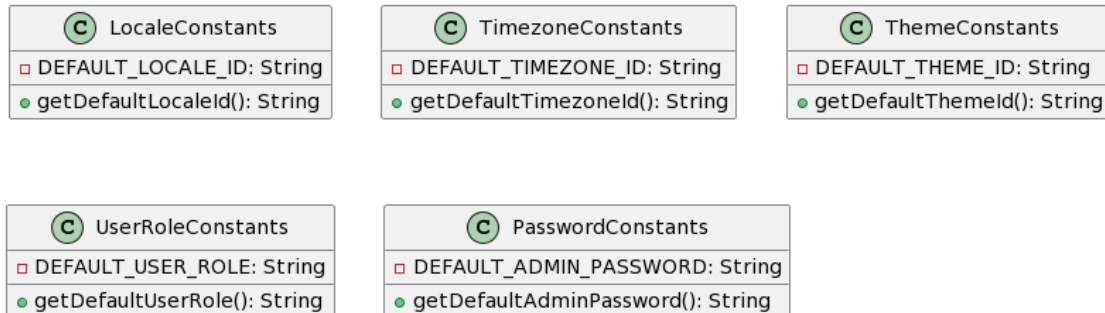 C LocaleConstants
DEFAULT_LOCALE_ID: String
getDefaultLocaleId(): String
C TimezoneConstants
DEFAULT_TIMEZONE_ID: String
getDefaultTimezoneId(): String
C ThemeConstants
DEFAULT_THEME_ID: String
getDefaultThemeId(): String
C UserRoleConstants
DEFAULT_USER_ROLE: String
getDefaultUserRole(): String
C PasswordConstants
DEFAULT_ADMIN_PASSWORD: String
getDefaultAdminPassword(): String